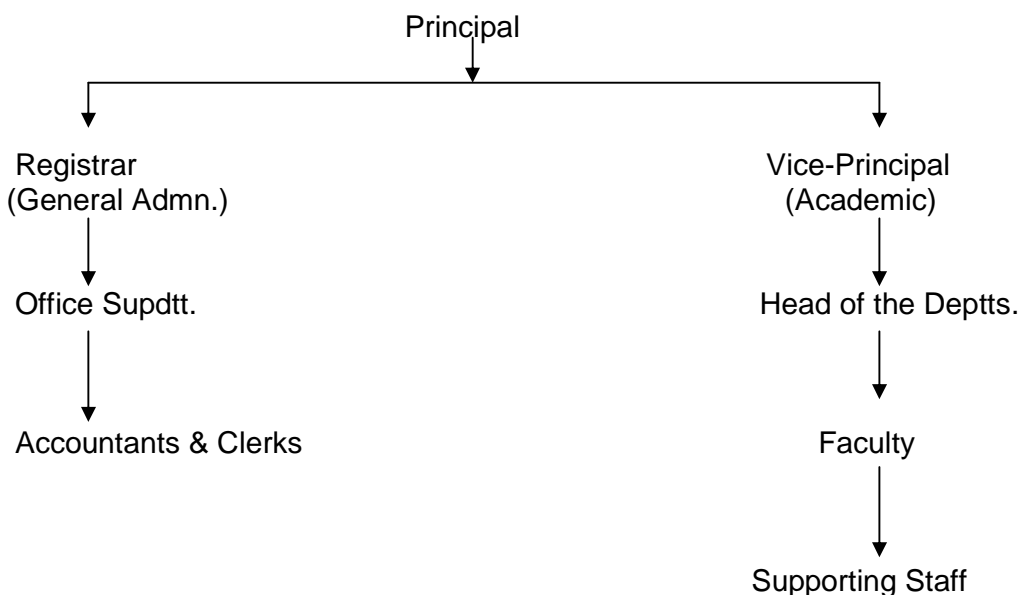 Principal
Registrar
(General Admn.)
Vice-Principal
(Academic)
Office Supdtt.
Head of the Deptts.
Accountants & Clerks
Faculty
Supporting Staff